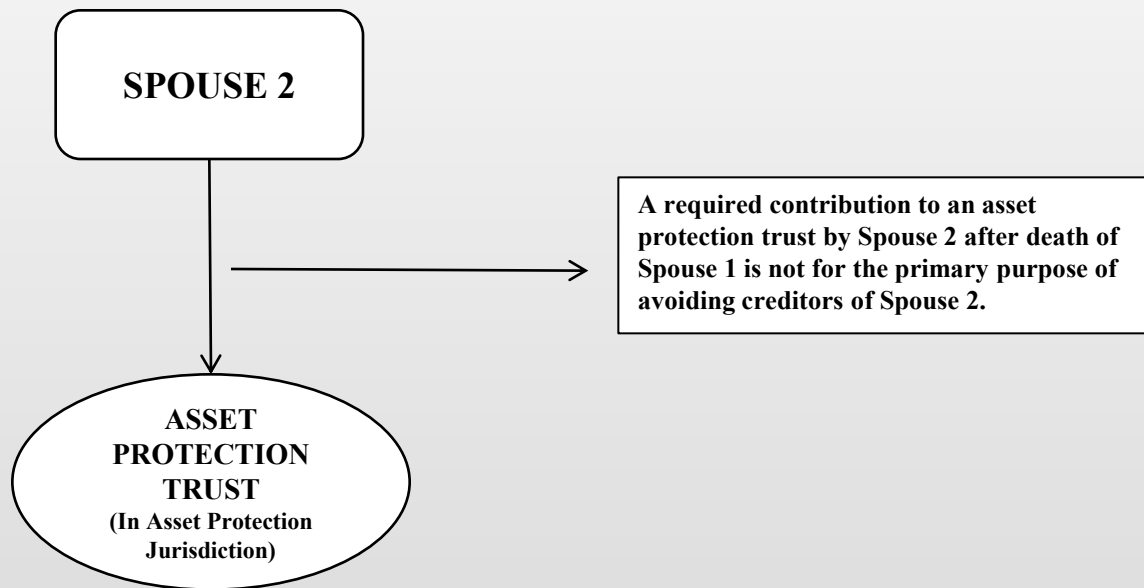 SPOUSE 2
A required contribution to an asset
protection trust by Spouse 2 after death of
Spouse 1 is not for the primary purpose of
avoiding creditors of Spouse 2.
ASSET
PROTECTION
TRUST
(In Asset Protection
Jurisdiction)